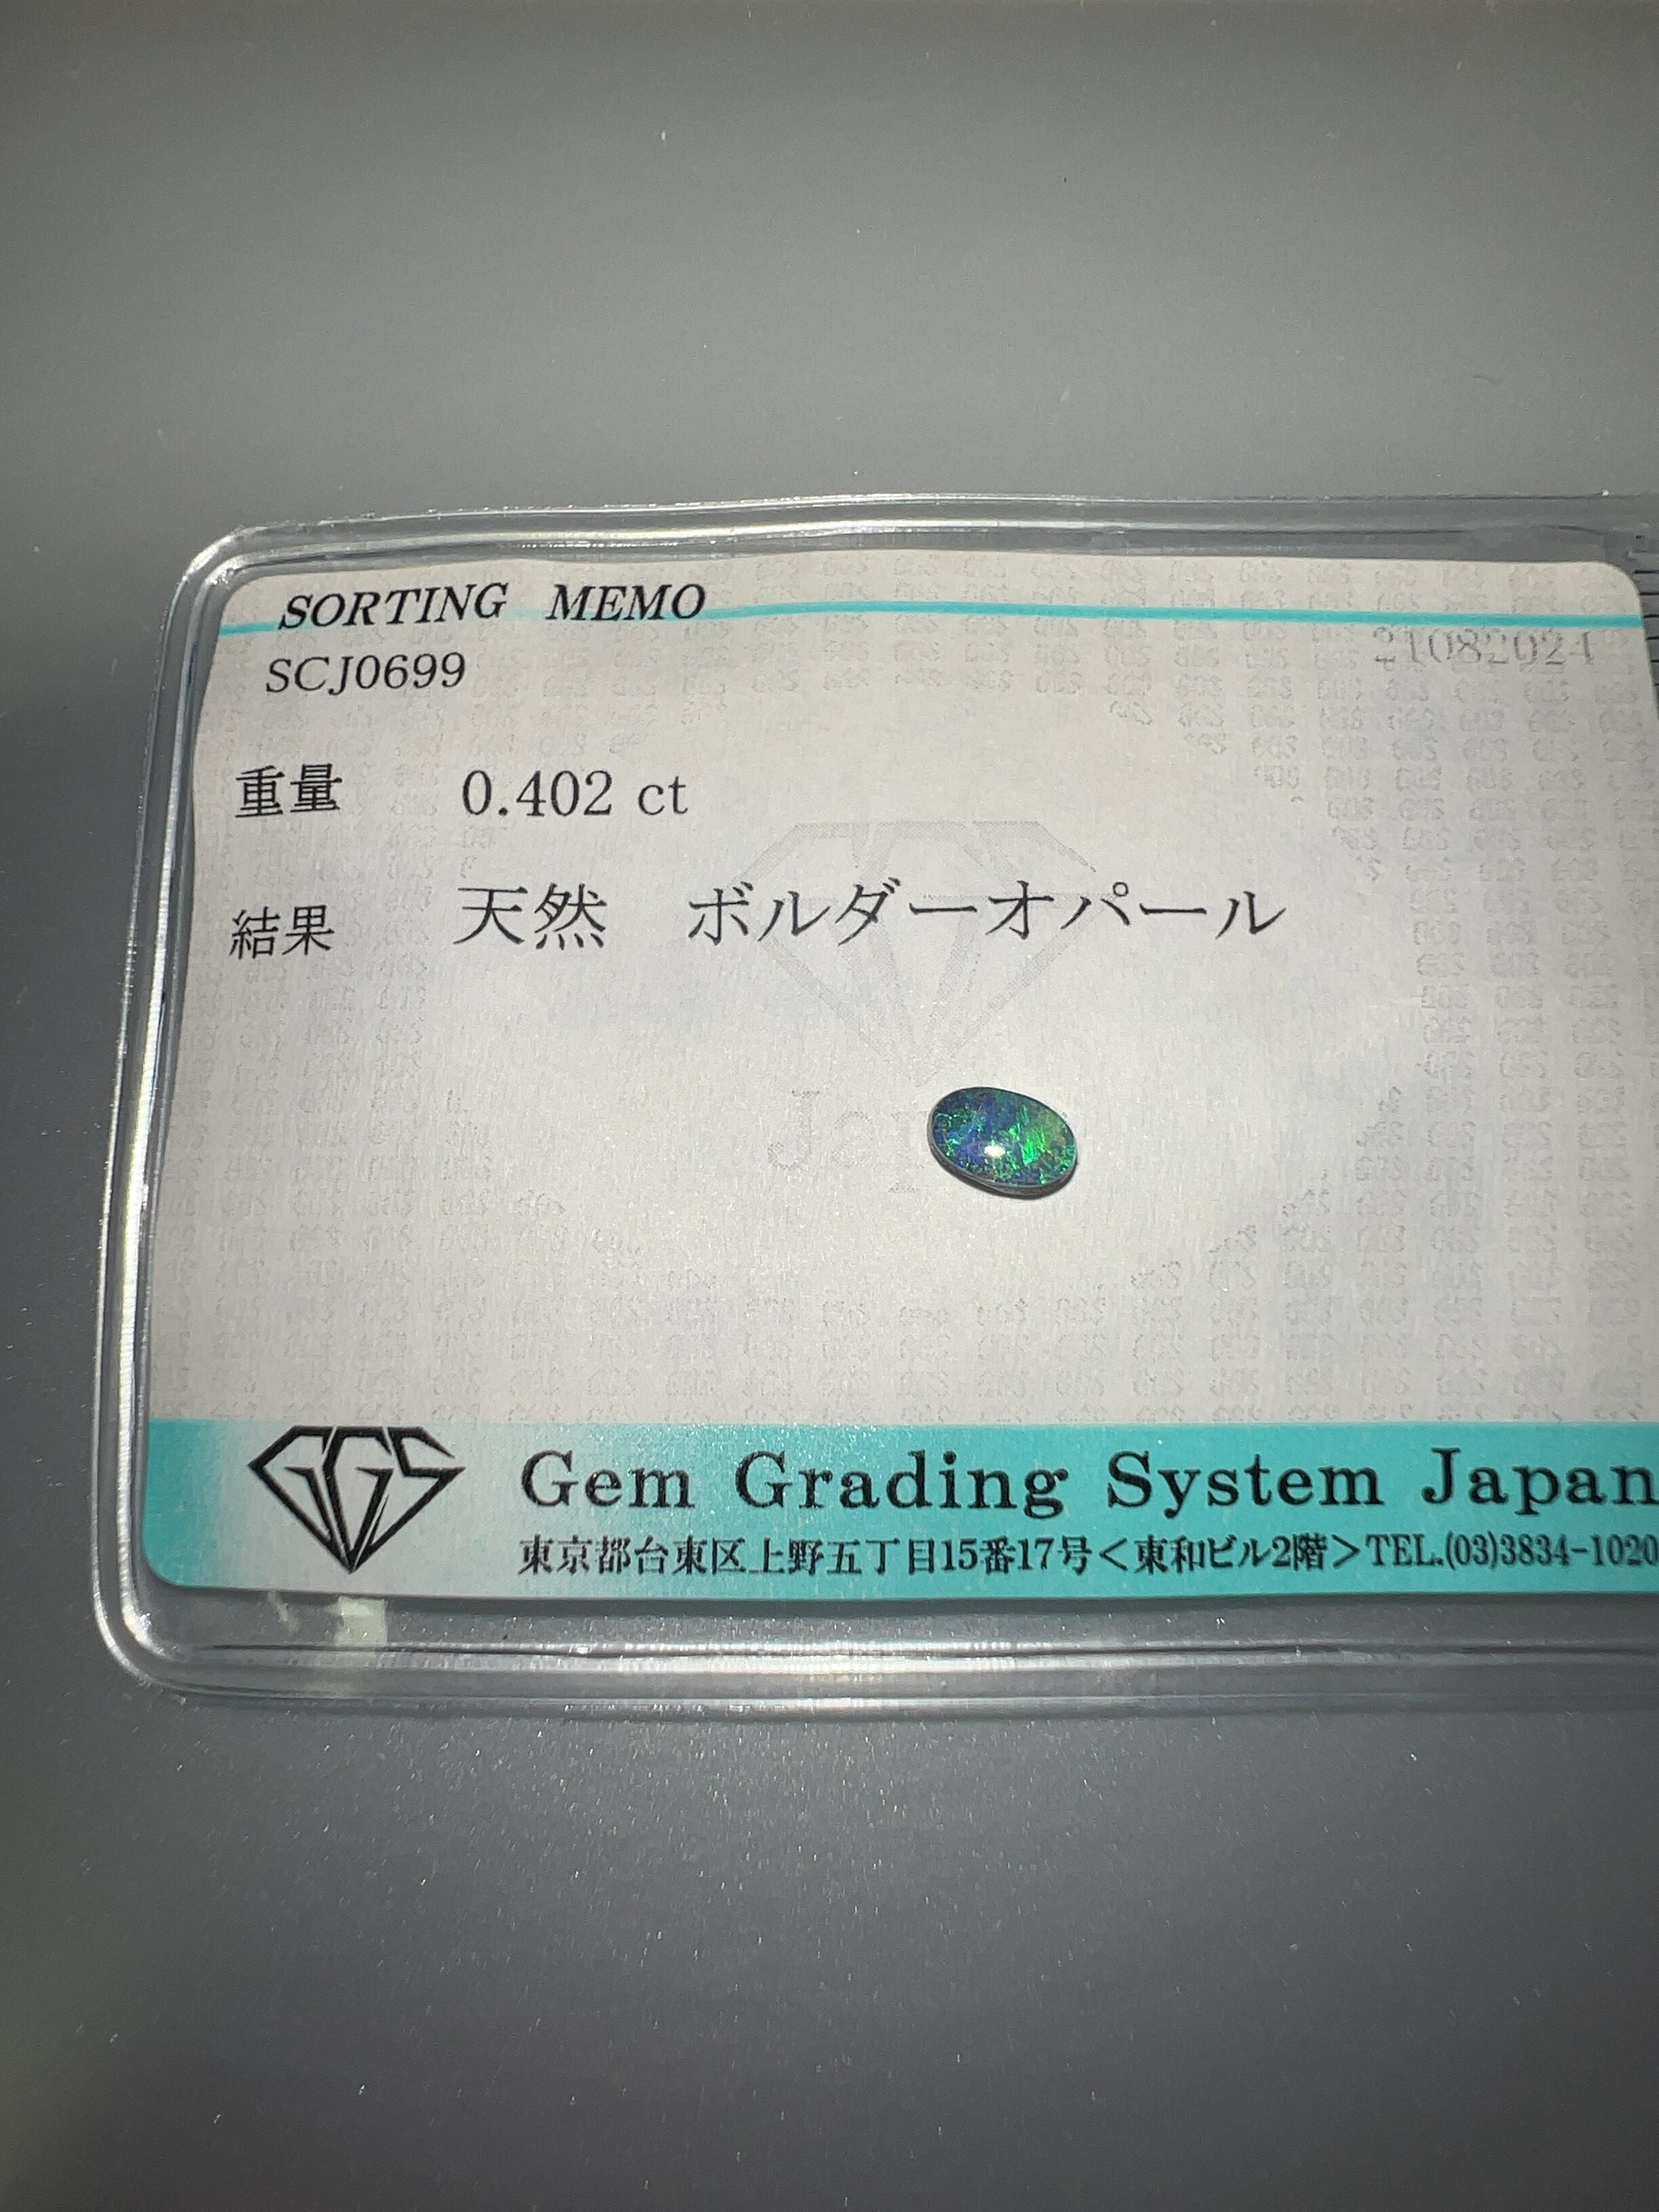 SORTING MEMO
21082024
SCJ0699
重量 0.402 ct
結果 天然 ボルダーオパール
GGS
Gem Grading System Japan
東京都台東区上野五丁目15番17号<東和ビル2階>TEL.(03)3834-1020